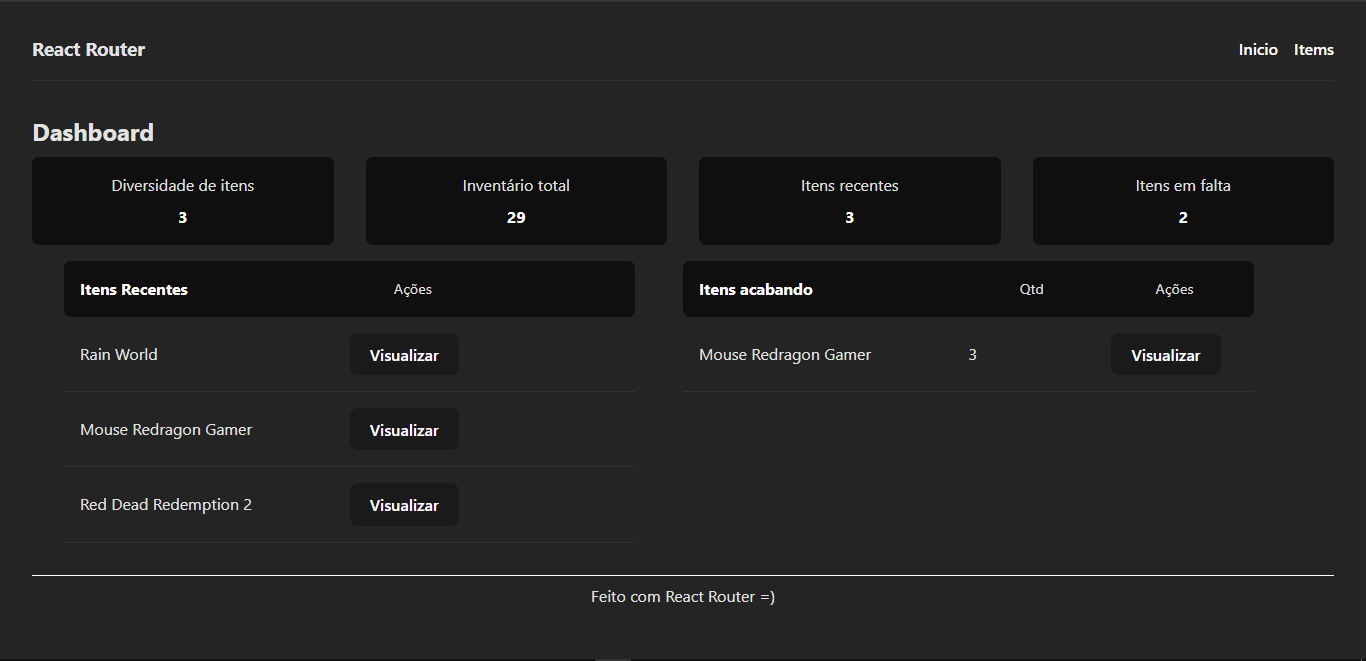 React Router
Inicio Items
Dashboard
Diversidade de itens
3
Inventário total
29
Itens recentes
3
Itens em falta
2
Itens Recentes Ações
Rain World Visualizar
Mouse Redragon Gamer Visualizar
Red Dead Redemption 2 Visualizar
Itens acabando Qtd Ações
Mouse Redragon Gamer 3 Visualizar
Feito com React Router =)